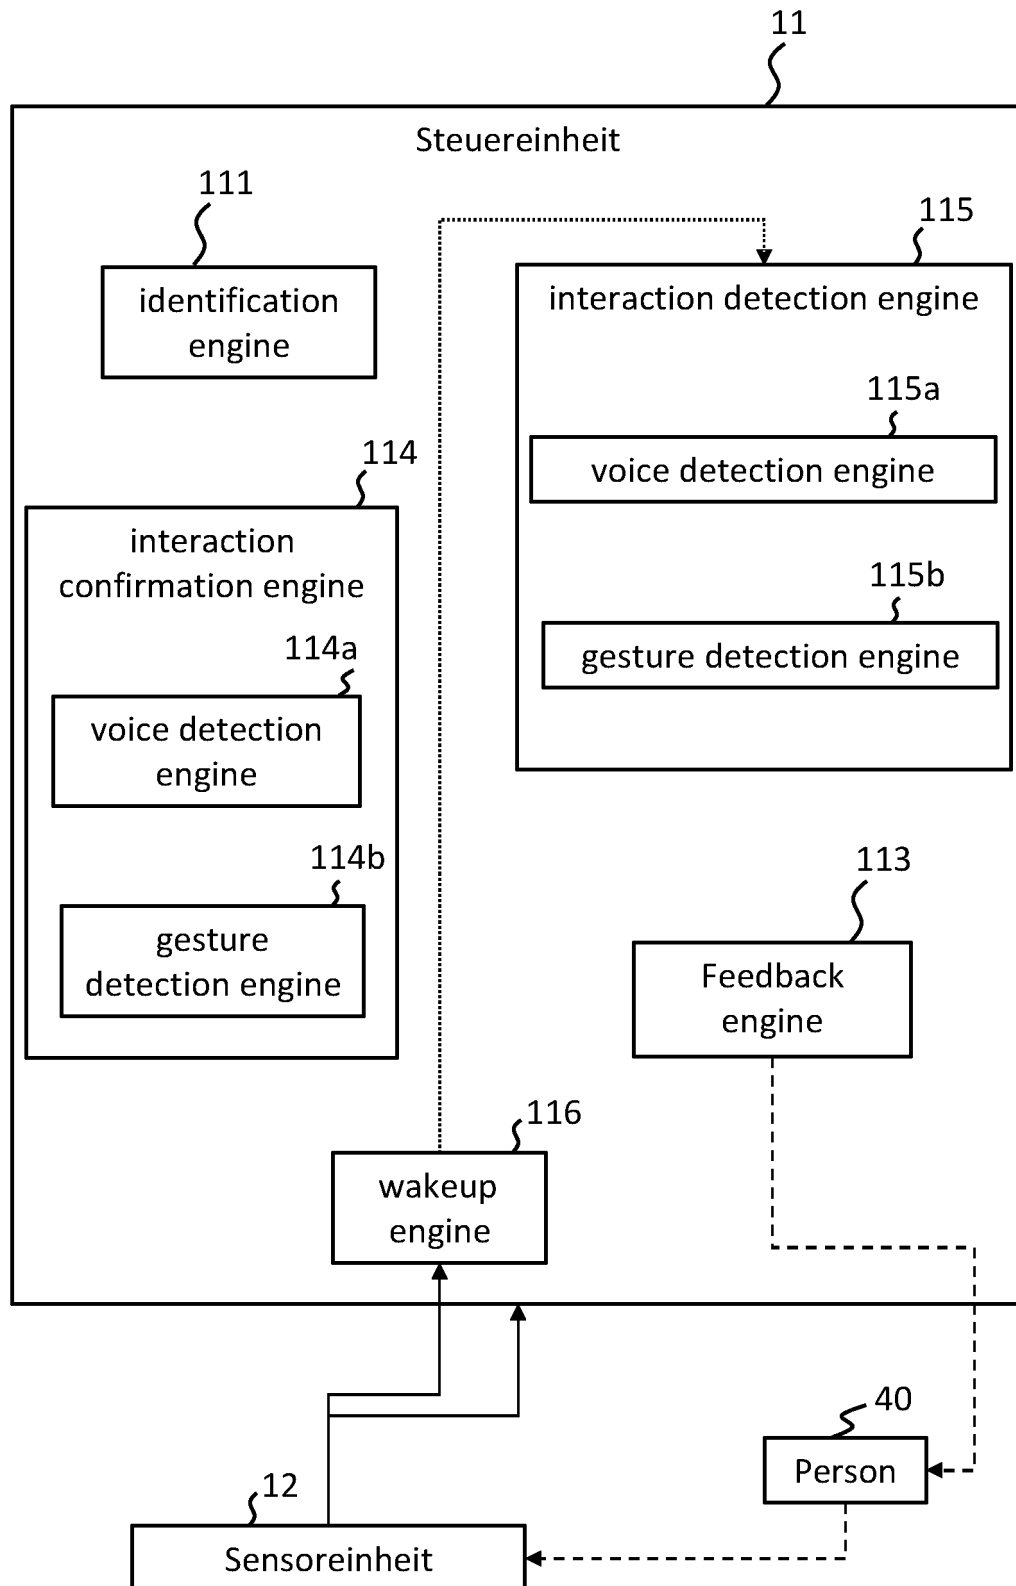 11
Steuereinheit
111
identification
engine
115
interaction detection engine
115a
voice detection engine
115b
gesture detection engine
114
interaction
confirmation engine
114a
voice detection
engine
114b
gesture
detection engine
113
Feedback
engine
116
wakeup
engine
40
Person
12
Sensoreinheit